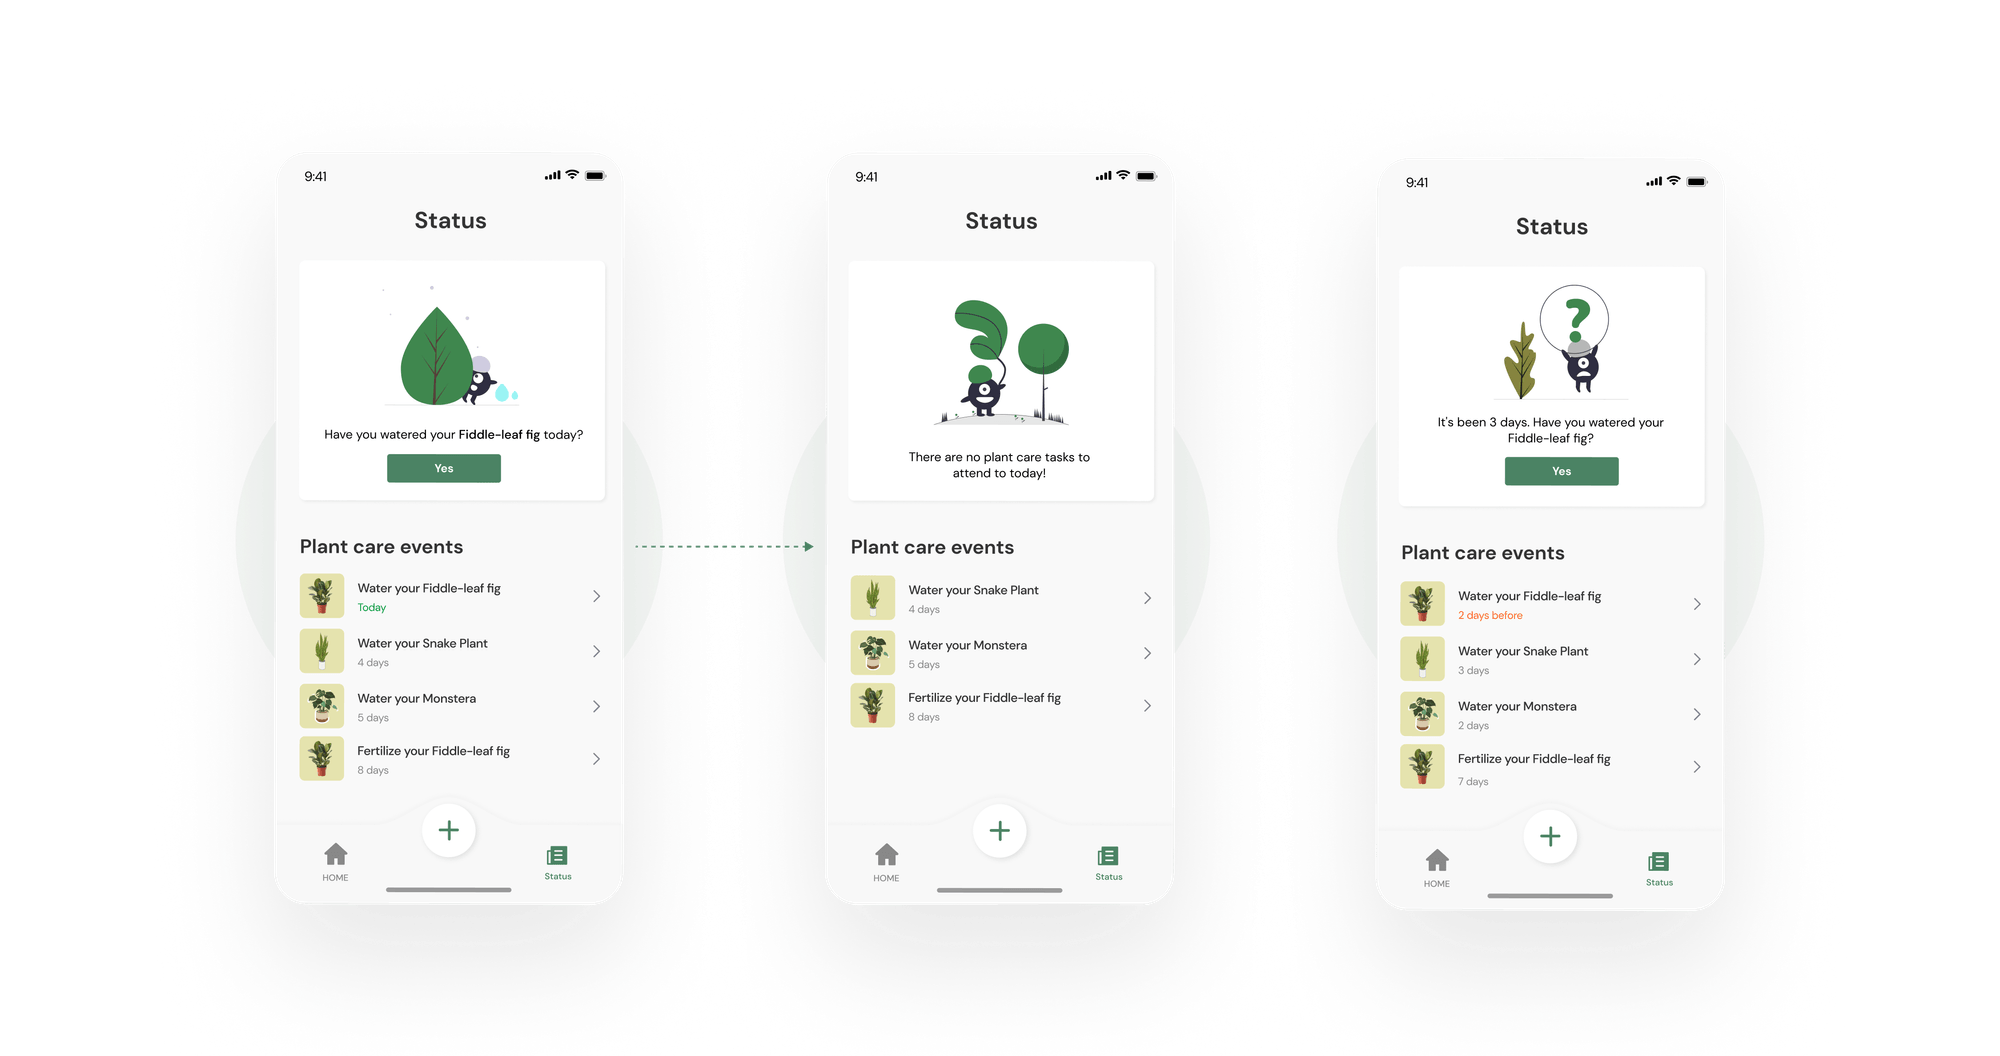 9:41
Status
Have you watered your Fiddle-leaf fig today?
Yes
Plant care events
Water your Fiddle-leaf fig
Today
Water your Snake Plant
4 days
Water your Monstera
5 days
Fertilize your Fiddle-leaf fig
8 days
HOME
Status
9:41
Status
There are no plant care tasks to
attend to today!
Plant care events
Water your Snake Plant
4 days
Water your Monstera
5 days
Fertilize your Fiddle-leaf fig
8 days
HOME
Status
9:41
Status
?
It's been 3 days. Have you watered your
Fiddle-leaf fig?
Yes
Plant care events
Water your Fiddle-leaf fig
2 days before
Water your Snake Plant
3 days
Water your Monstera
2 days
Fertilize your Fiddle-leaf fig
7 days
HOME
Status